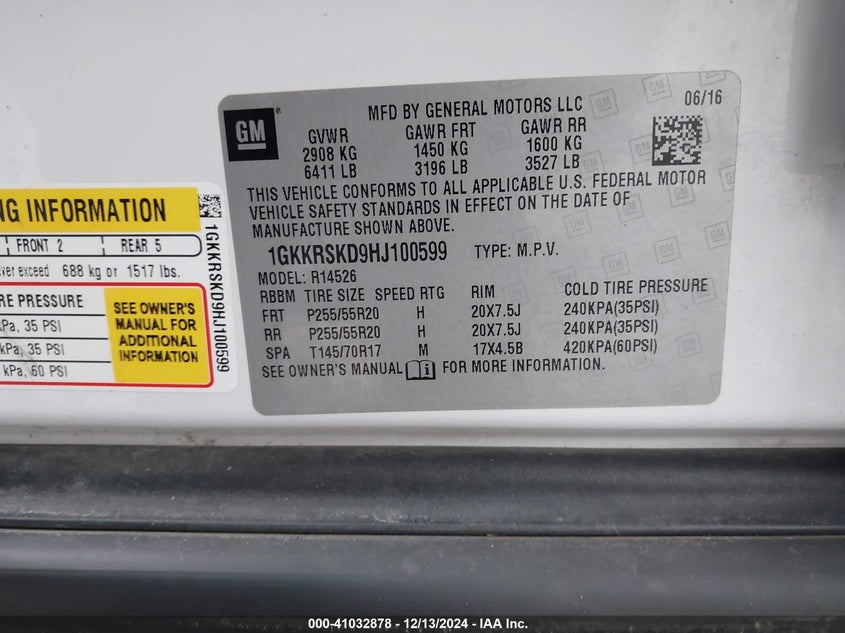 MFD BY GENERAL MOTORS LLC 06/16
GM
GVWR GAWR FRT GAWR RR
2908 KG 1450 KG 1600 KG
6411 LB 3196 LB 3527 LB
THIS VEHICLE CONFORMS TO ALL APPLICABLE U.S. FEDERAL MOTOR
VEHICLE SAFETY STANDARDS IN EFFECT ON THE DATE OF
MANUFACTURE SHOWN ABOVE.
1GKKRSKD9HJ100599 TYPE: M.P.V.
MODEL: R14526
RBBM TIRE SIZE SPEED RTG RIM COLD TIRE PRESSURE
FRT P255/55R20 H 20X7.5J 240KPA(35PSI)
RR P255/55R20 H 20X7.5J 240KPA(35PSI)
SPA T145/70R17 M 17X4.5B 420KPA(60PSI)
SEE OWNER'S MANUAL FOR MORE INFORMATION.
INFORMATION
FRONT 2 REAR 5
exceed 688 kg or 1517 lbs.
PRESSURE
kPa, 35 PSI
kPa, 35 PSI
kPa, 60 PSI
SEE OWNER'S
MANUAL FOR
ADDITIONAL
INFORMATION
1GKKRSKD9HJ100599
000-41032878 - 12/13/2024 - IAA Inc.